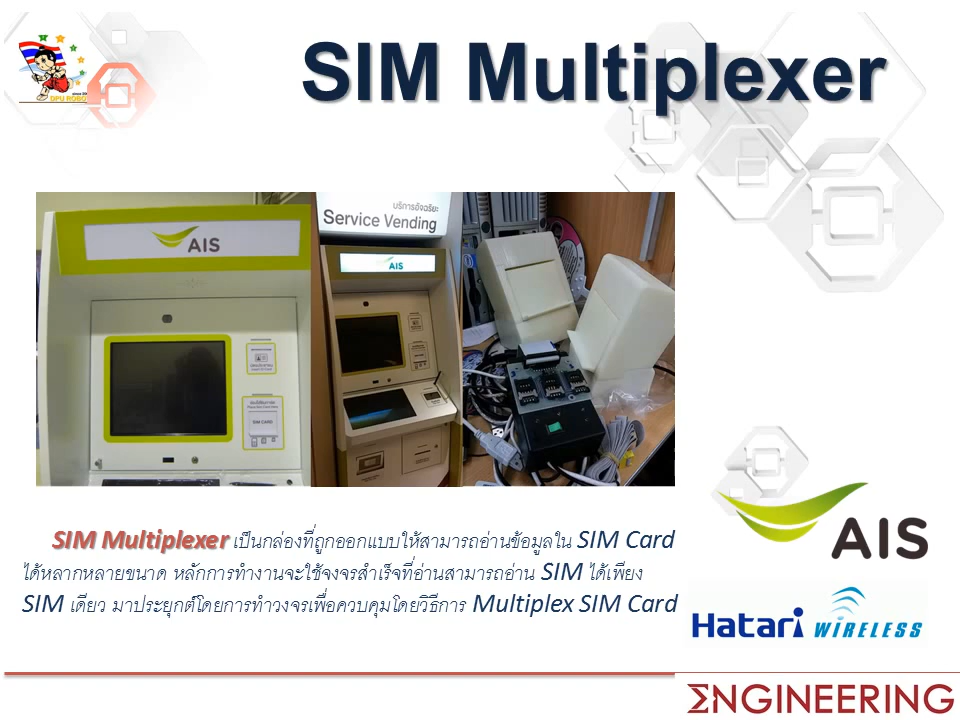 SIM Multiplexer
DPU ROBOT
AIS
บริการอัจฉริยะ
Service Vending
AIS
SIM CARD
SIM Multiplexer เป็นกล่องที่ถูกออกแบบให้สามารถอ่านข้อมูลใน SIM Card
ได้หลากหลายขนาด หลักการทำงานจะใช้จงจรสำเร็จที่อ่านสามารถอ่าน SIM ได้เพียง
SIM เดียว มาประยุกต์โดยการทำวงจรเพื่อควบคุมโดยวิธีการ Multiplex SIM Card
AIS
Hatari WIRELESS
ENGINEERING